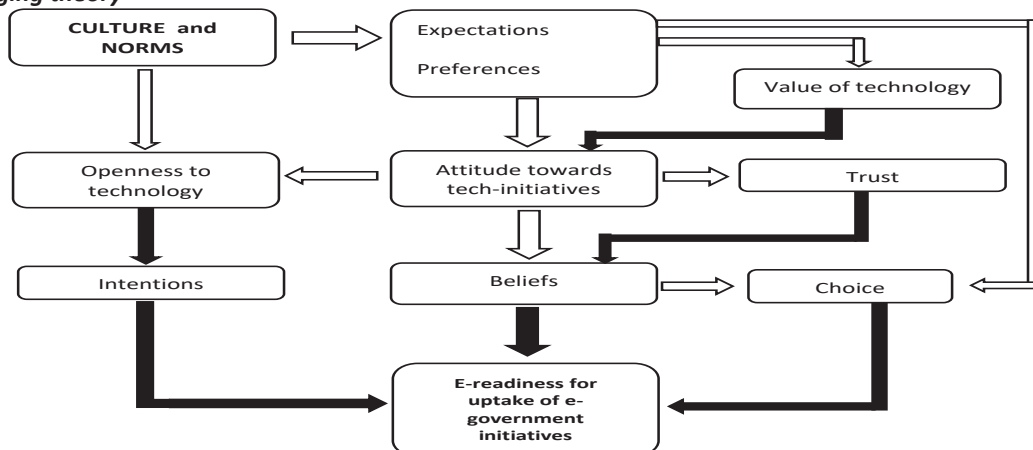 theory
CULTURE and
NORMS
Expectations
Preferences
Value of technology
Openness to
technology
Attitude towards
tech-initiatives
Trust
Intentions
Beliefs
Choice
E-readiness for
uptake of e-
government
initiatives